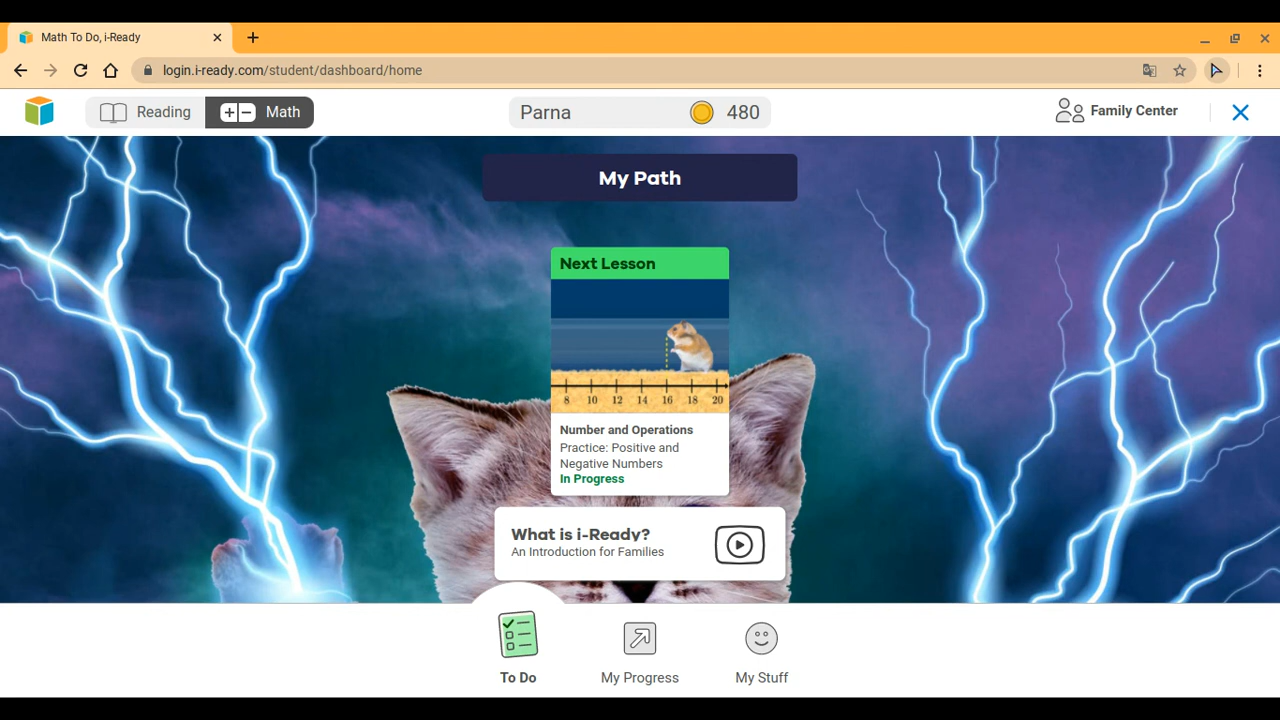 Math To Do, i-Ready
login.i-ready.com/student/dashboard/home
Reading
Math
Parna
480
Family Center
My Path
Next Lesson
8 10 12 14 16 18 20
Number and Operations
Practice: Positive and
Negative Numbers
In Progress
What is i-Ready?
An Introduction for Families
To Do
My Progress
My Stuff